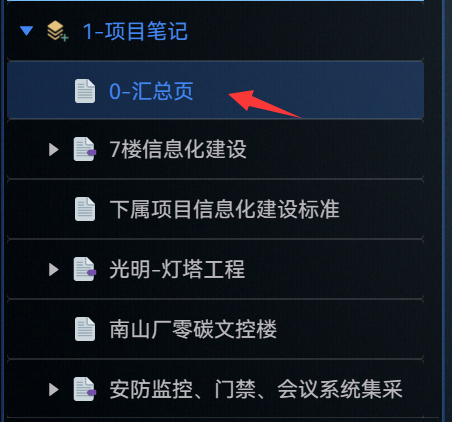 1-项目笔记
0-汇总页
7楼信息化建设
下属项目信息化建设标准
光明-灯塔工程
南山厂零碳文控楼
安防监控、门禁、会议系统集采